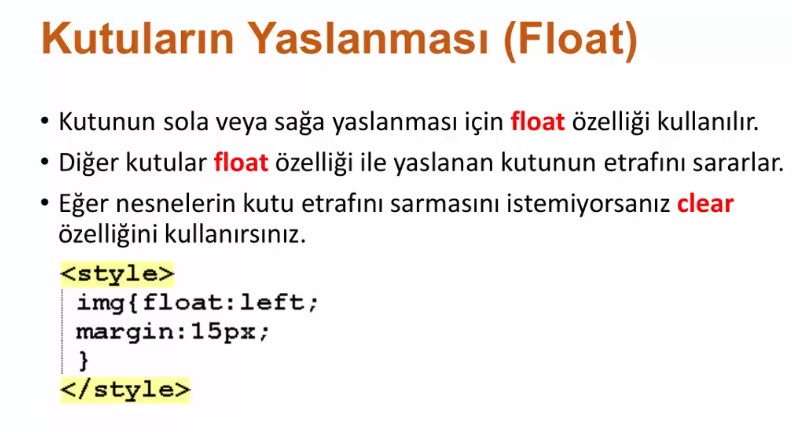 Kutuların Yaslanması (Float)
• Kutunun sola veya sağa yaslanması için float özelliği kullanılır.
• Diğer kutular float özelliği ile yaslanan kutunun etrafını sararlar.
• Eğer nesnelerin kutu etrafını sarmasını istemiyorsanız clear
özelliğini kullanırsınız.
<style>
img{float:left;
margin:15px;
}
</style>